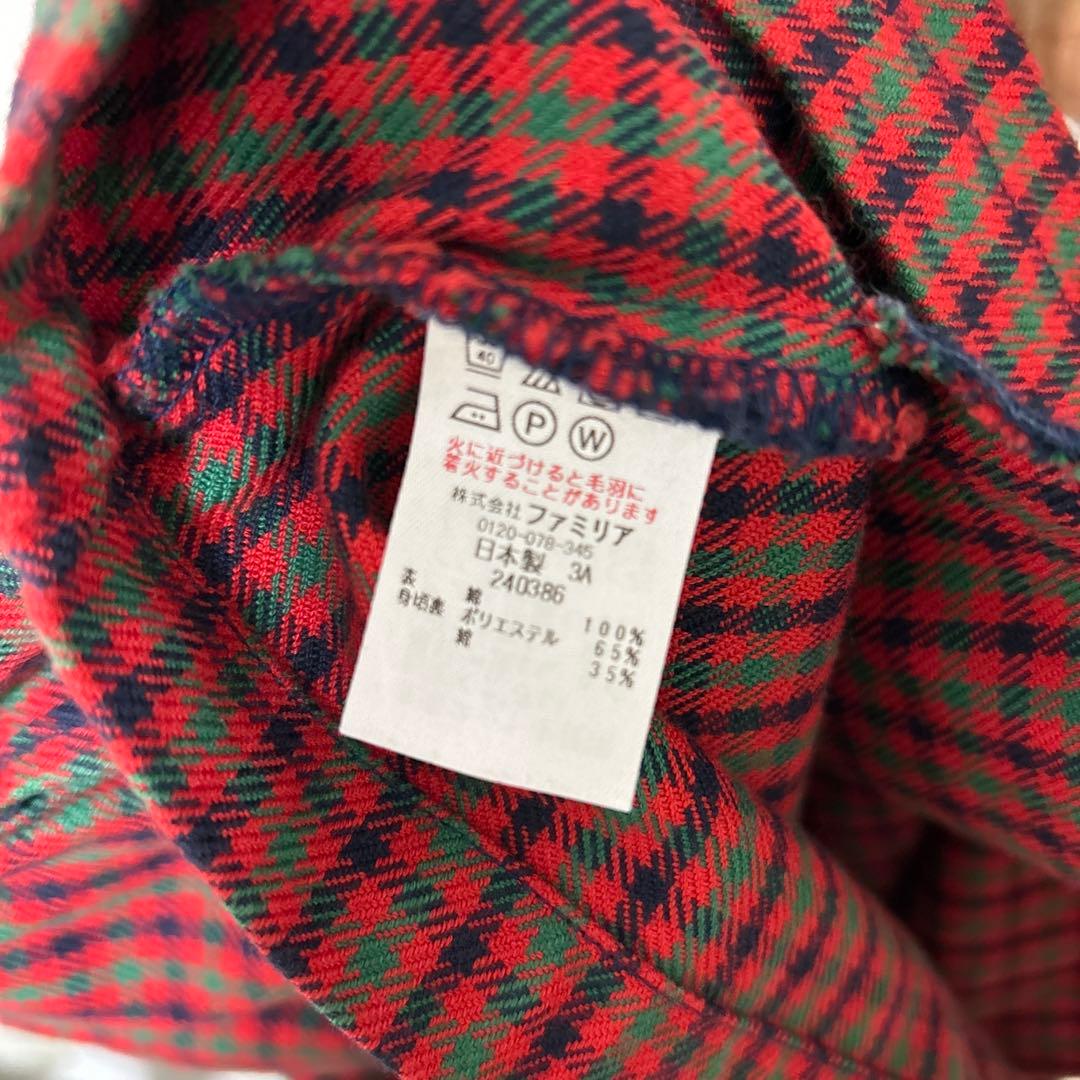 40
P W
火に近づけると毛羽に
着火することがあります
株式会社 ファミリア
0120-078-345
日本製 3A
240386
表 綿 100%
身頃裏 ポリエステル 65%
綿 35%